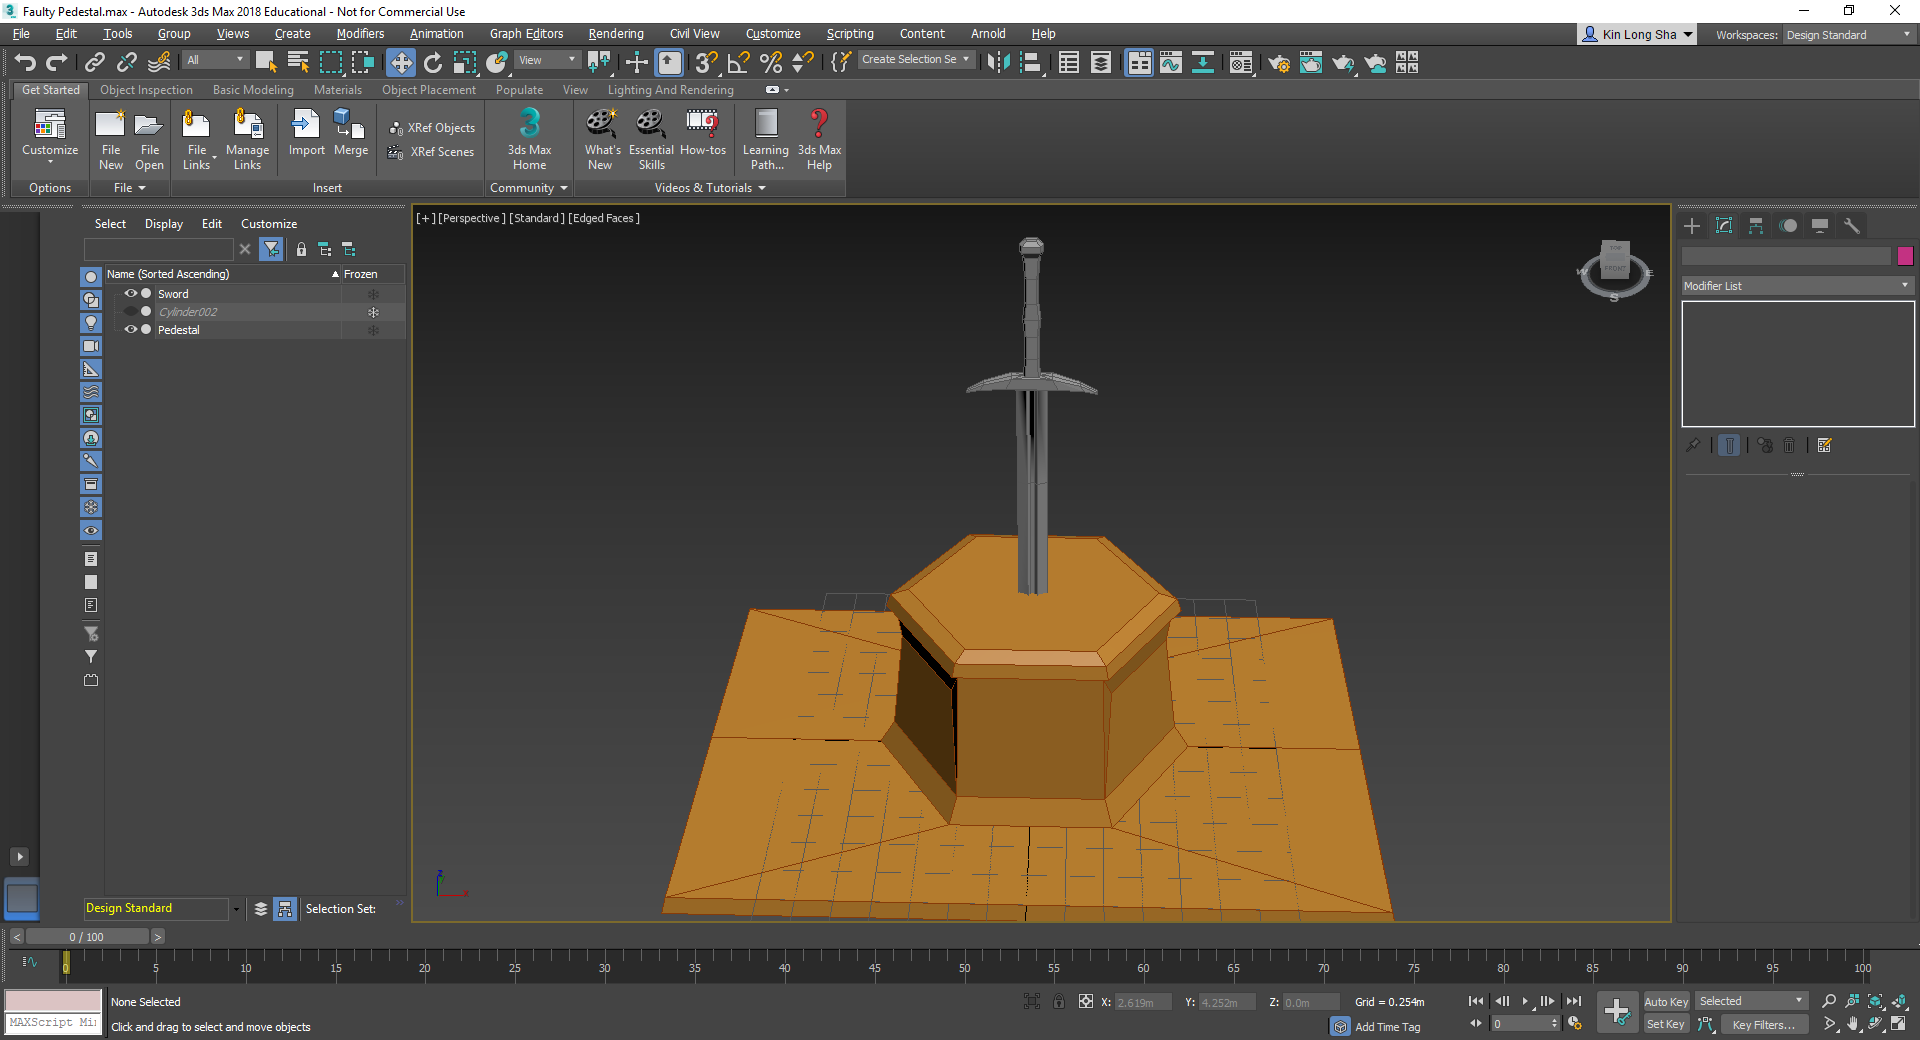 Faulty Pedestal.max - Autodesk 3ds Max 2018 Educational - Not for Commercial Use
File Edit Tools Group Views Create Modifiers Animation Graph Editors Rendering Civil View Customize Scripting Content Arnold Help
Kin Long Sha Workspaces: Design Standard
All View Create Selection Se
Get Started Object Inspection Basic Modeling Materials Object Placement Populate View Lighting And Rendering
Customize
File New
File Open
File Links
Manage Links
Import
Merge
XRef Objects
XRef Scenes
3ds Max Home
What's New
Essential Skills
How-tos
Learning Path...
3ds Max Help
Options File Insert Community Videos & Tutorials
Select Display Edit Customize
Name (Sorted Ascending) Frozen
Sword
Cylinder002
Pedestal
[+] [Perspective ] [Standard ] [Edged Faces ]
TOP
FRONT
W E
S
Modifier List
z
x
Design Standard Selection Set:
< 0 / 100 >
0 5 10 15 20 25 30 35 40 45 50 55 60 65 70 75 80 85 90 95 100
None Selected
X: 2.619m Y: 4.252m Z: 0.0m Grid = 0.254m
Auto Key Selected
MAXScript Mi
Click and drag to select and move objects
Add Time Tag
0
Set Key Key Filters...